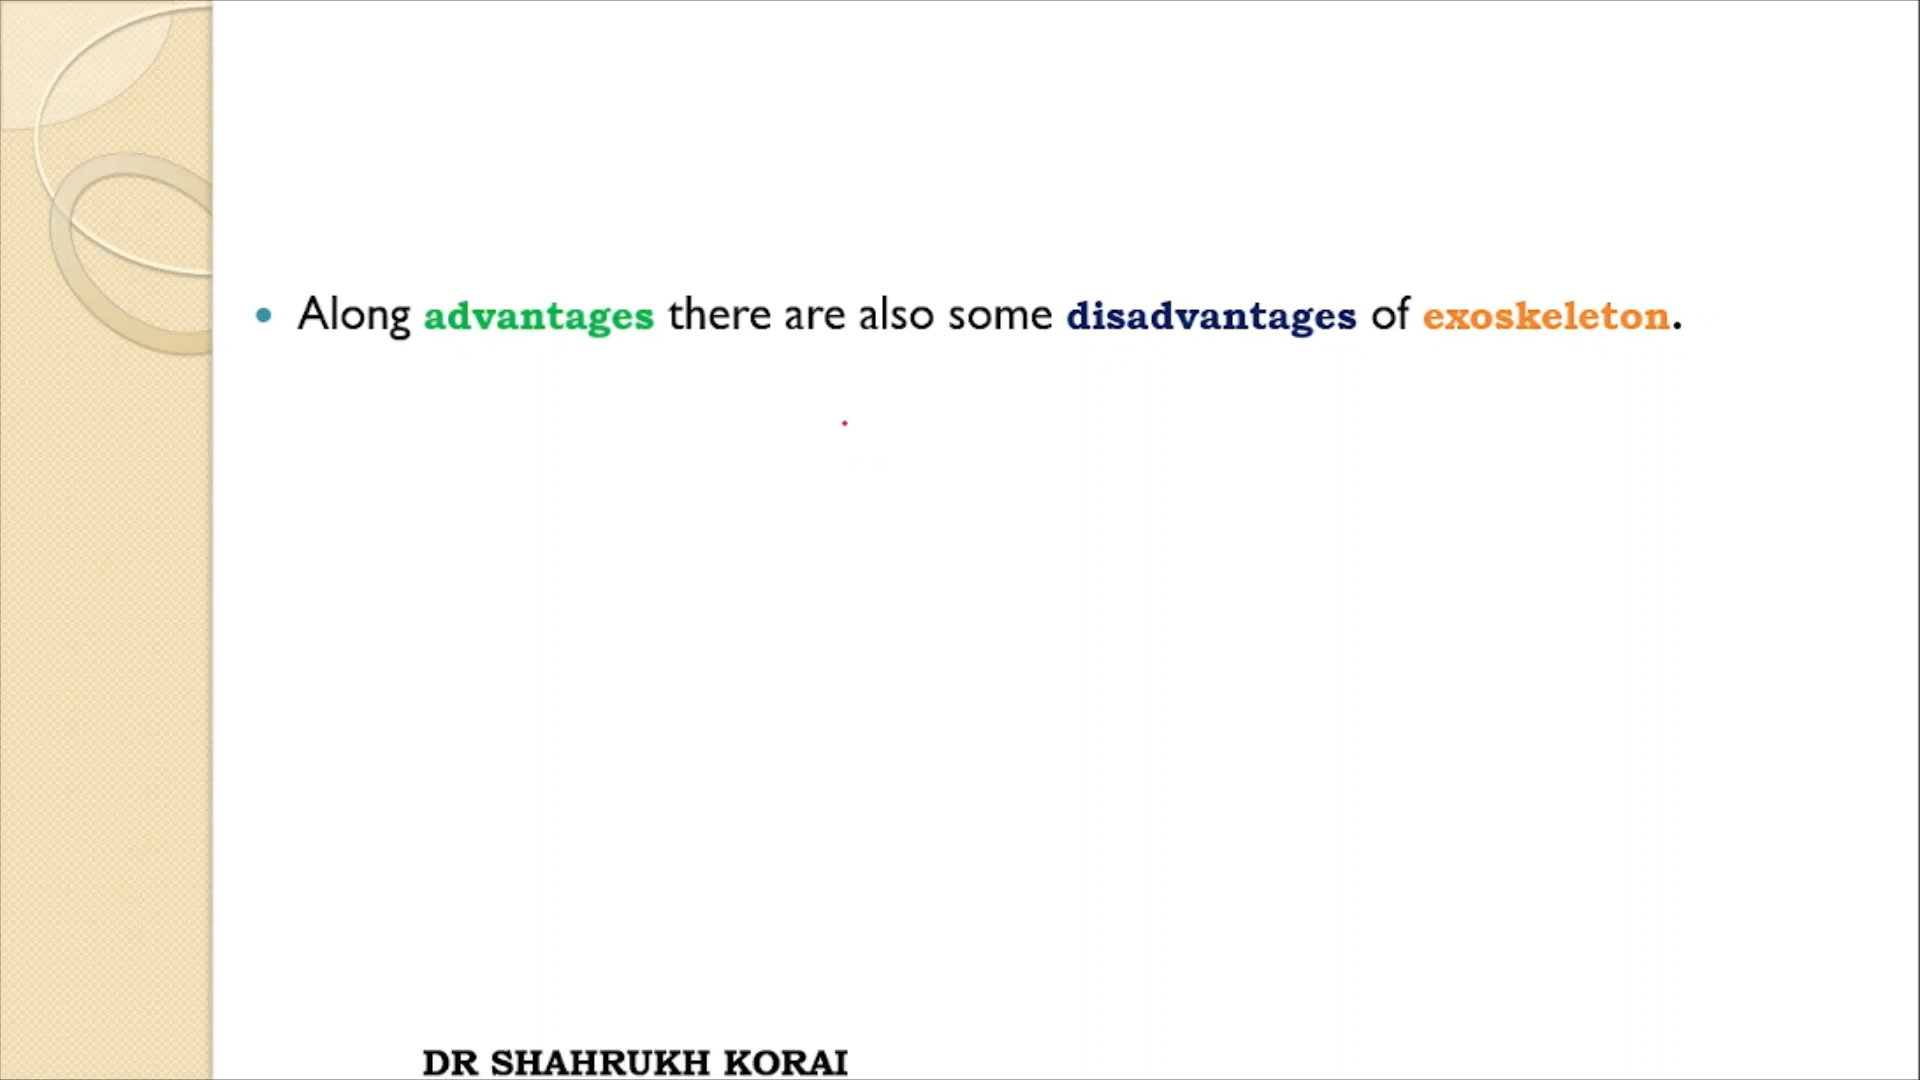 • Along advantages there are also some disadvantages of exoskeleton.
DR SHAHRUKH KORAI